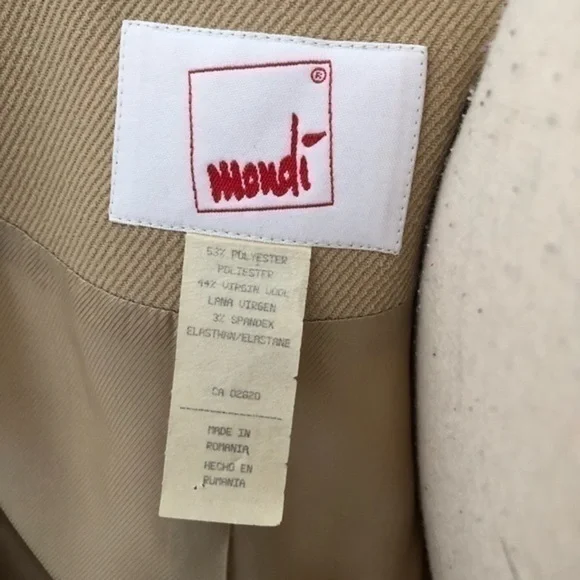 ®
mondi
53% POLYESTER
POLIESTER
44% VIRGIN WOOL
LANA VIRGEN
3% SPANDEX
ELASTHAN/ELASTANE
CA 02820
MADE IN
ROMANIA
HECHO EN
RUMANIA